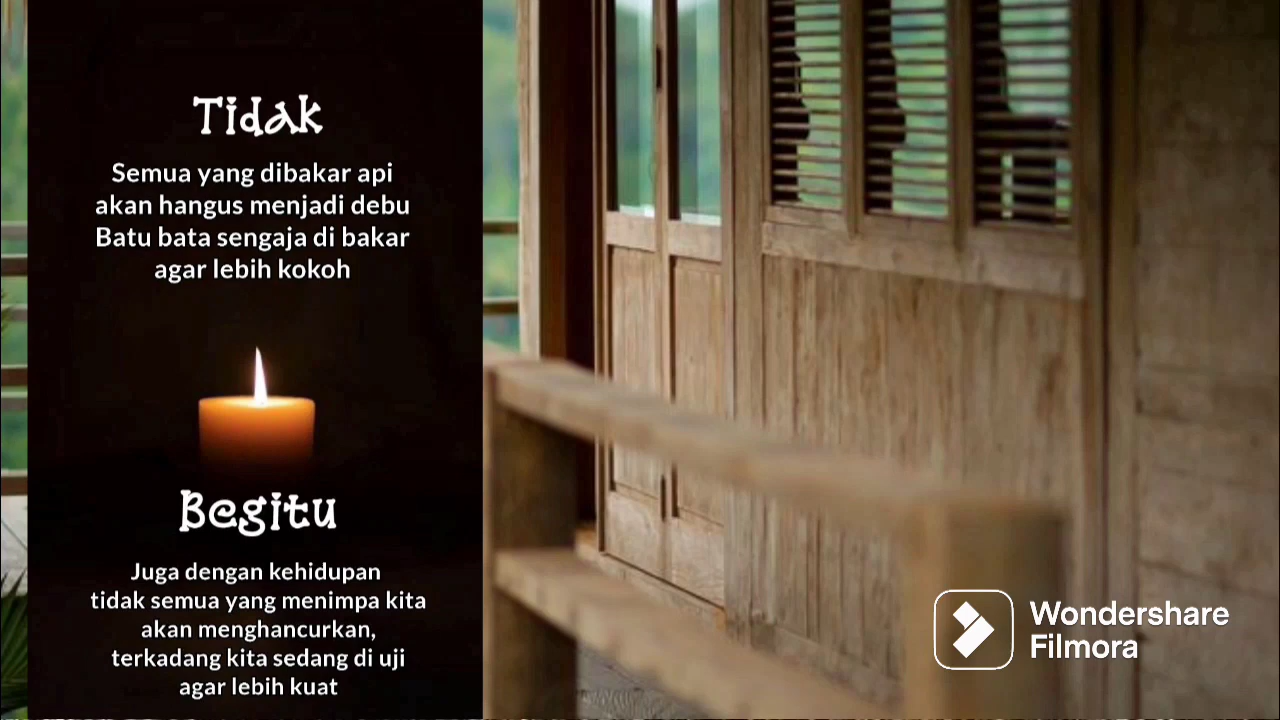 Tidak
Semua yang dibakar api
akan hangus menjadi debu
Batu bata sengaja di bakar
agar lebih kokoh
Begitu
Juga dengan kehidupan
tidak semua yang menimpa kita
akan menghancurkan,
terkadang kita sedang di uji
agar lebih kuat
Wondershare
Filmora